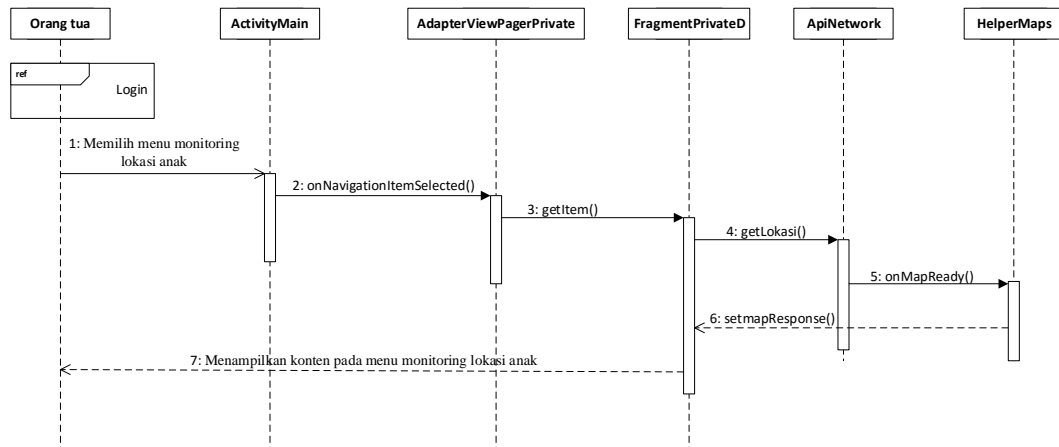 Orang tua
ActivityMain
AdapterViewPagerPrivate
FragmentPrivateD
ApiNetwork
HelperMaps
ref
Login
1: Memilih menu monitoring
lokasi anak
2: onNavigationItemSelected()
3: getItem()
4: getLokasi()
5: onMapReady()
6: setmapResponse()
7: Menampilkan konten pada menu monitoring lokasi anak